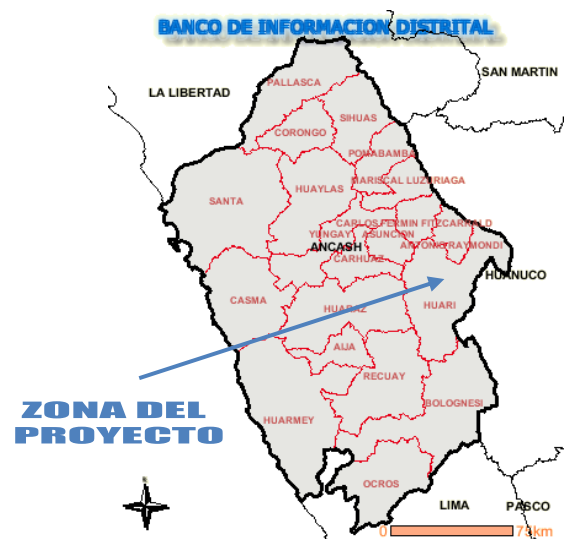 BANCO DE INFORMACION DISTRITAL
SAN MARTIN
LA LIBERTAD
PALLASCA
SIHUAS
CORONGO
POMABAMBA
MARISCAL LUZURIAGA
HUAYLAS
SANTA
CARLOS FERMIN FITZCARRALD
YUNGAY
ASUNCION
ANCASH
ANTONIO RAYMONDI
CARHUAZ
HUANUCO
CASMA
HUARAZ
HUARI
AIJA
RECUAY
ZONA DEL
PROYECTO
HUARMEY
BOLOGNESI
OCROS
LIMA
PASCO
0
75km